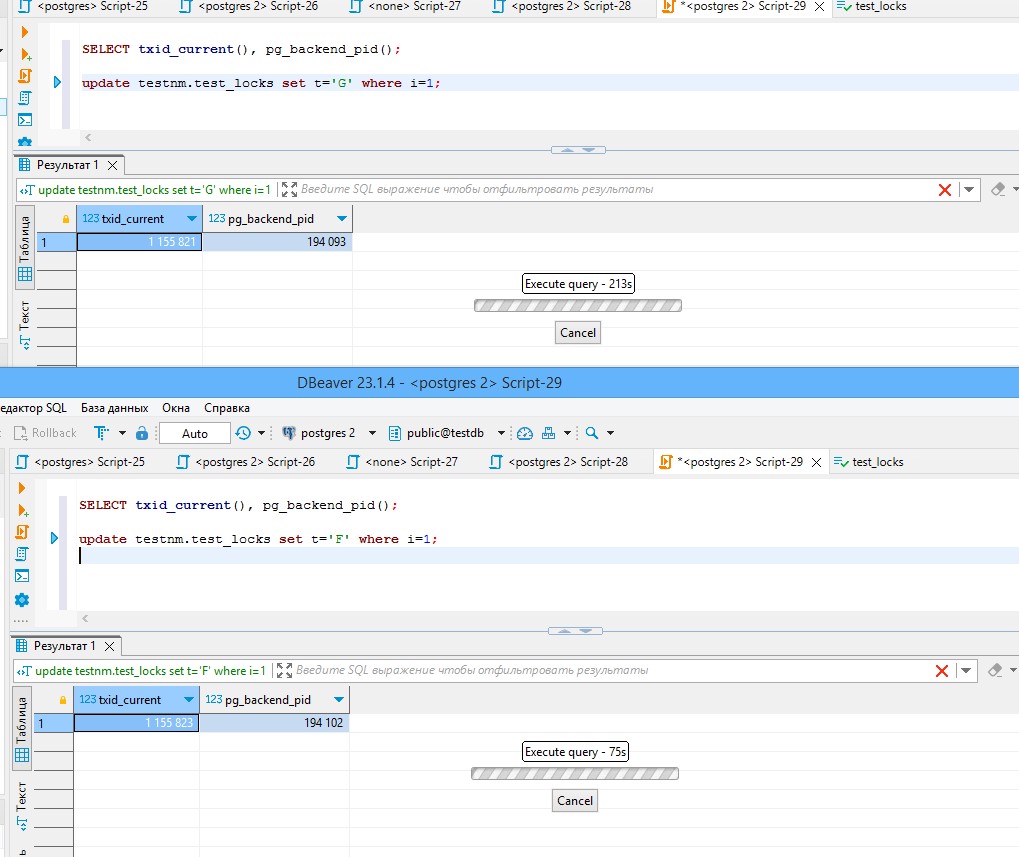 <postgres> Script-25 <postgres 2> Script-26 <none> Script-27 <postgres 2> Script-28 *<postgres 2> Script-29 test_locks
SELECT txid_current(), pg_backend_pid();
update testnm.test_locks set t='G' where i=1;
Результат 1
update testnm.test_locks set t='G' where i=1 Введите SQL выражение чтобы отфильтровать результаты
Таблица
Текст
123 txid_current 123 pg_backend_pid
1 1 155 821 194 093
Execute query - 213s
Cancel
DBeaver 23.1.4 - <postgres 2> Script-29
едактор SQL База данных Окна Справка
Rollback Auto postgres 2 public@testdb
<postgres> Script-25 <postgres 2> Script-26 <none> Script-27 <postgres 2> Script-28 *<postgres 2> Script-29 test_locks
SELECT txid_current(), pg_backend_pid();
update testnm.test_locks set t='F' where i=1;
Результат 1
update testnm.test_locks set t='F' where i=1 Введите SQL выражение чтобы отфильтровать результаты
Таблица
Текст
123 txid_current 123 pg_backend_pid
1 1 155 823 194 102
Execute query - 75s
Cancel